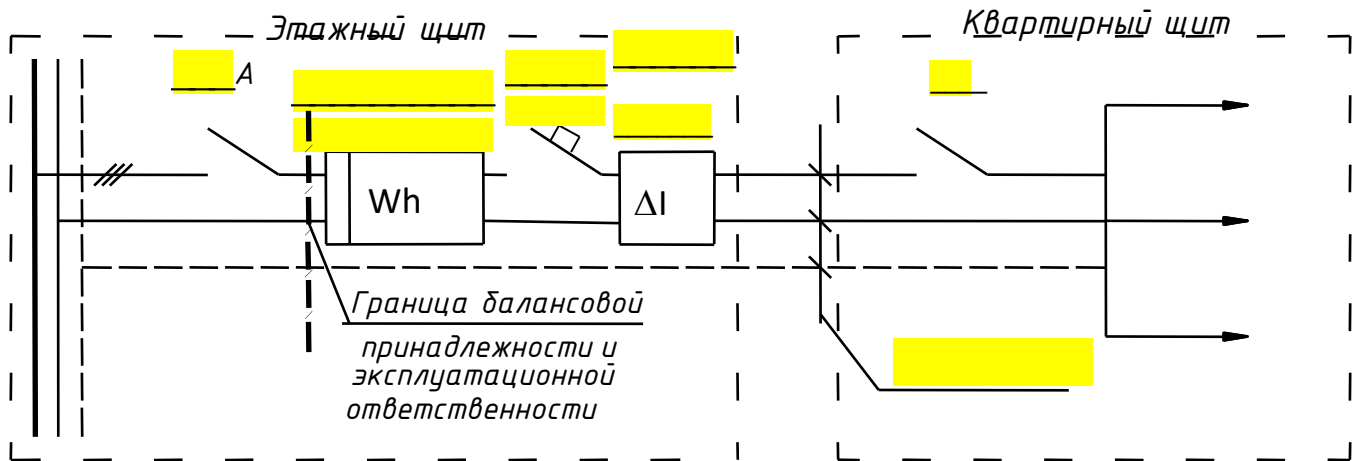 Этажный щит
Квартирный щит
А
Wh
ΔI
Граница балансовой
принадлежности и
эксплуатационной
ответственности